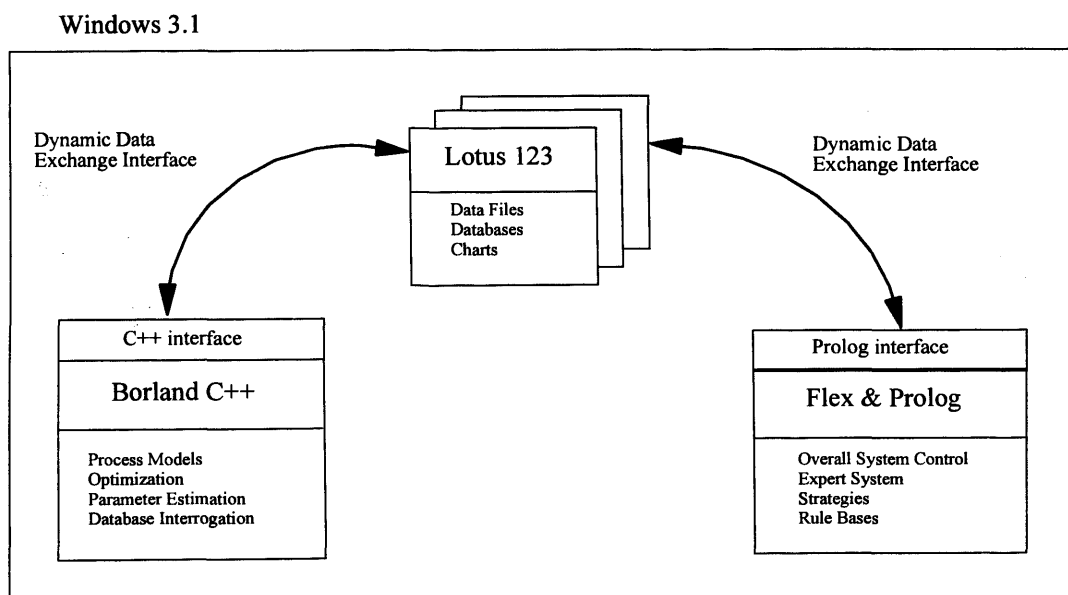 Windows 3.1
Dynamic Data
Exchange Interface
Lotus 123
Data Files
Databases
Charts
Dynamic Data
Exchange Interface
C++ interface
Borland C++
Process Models
Optimization
Parameter Estimation
Database Interrogation
Prolog interface
Flex & Prolog
Overall System Control
Expert System
Strategies
Rule Bases